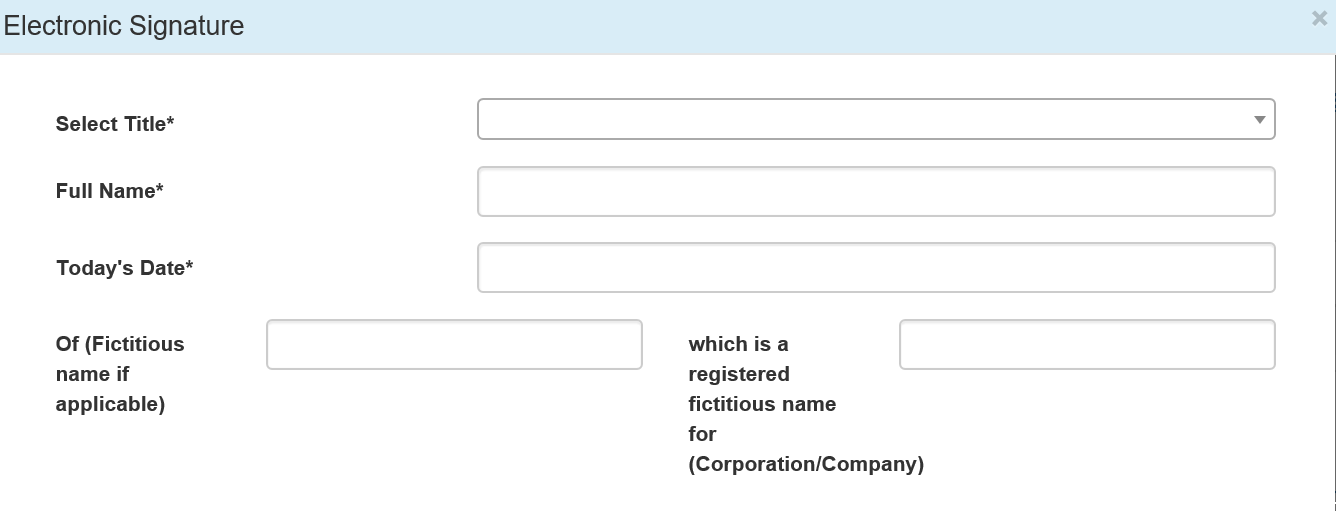 Electronic Signature
×
Select Title*
Full Name*
Today's Date*
Of (Fictitious
name if
applicable)
which is a
registered
fictitious name
for
(Corporation/Company)